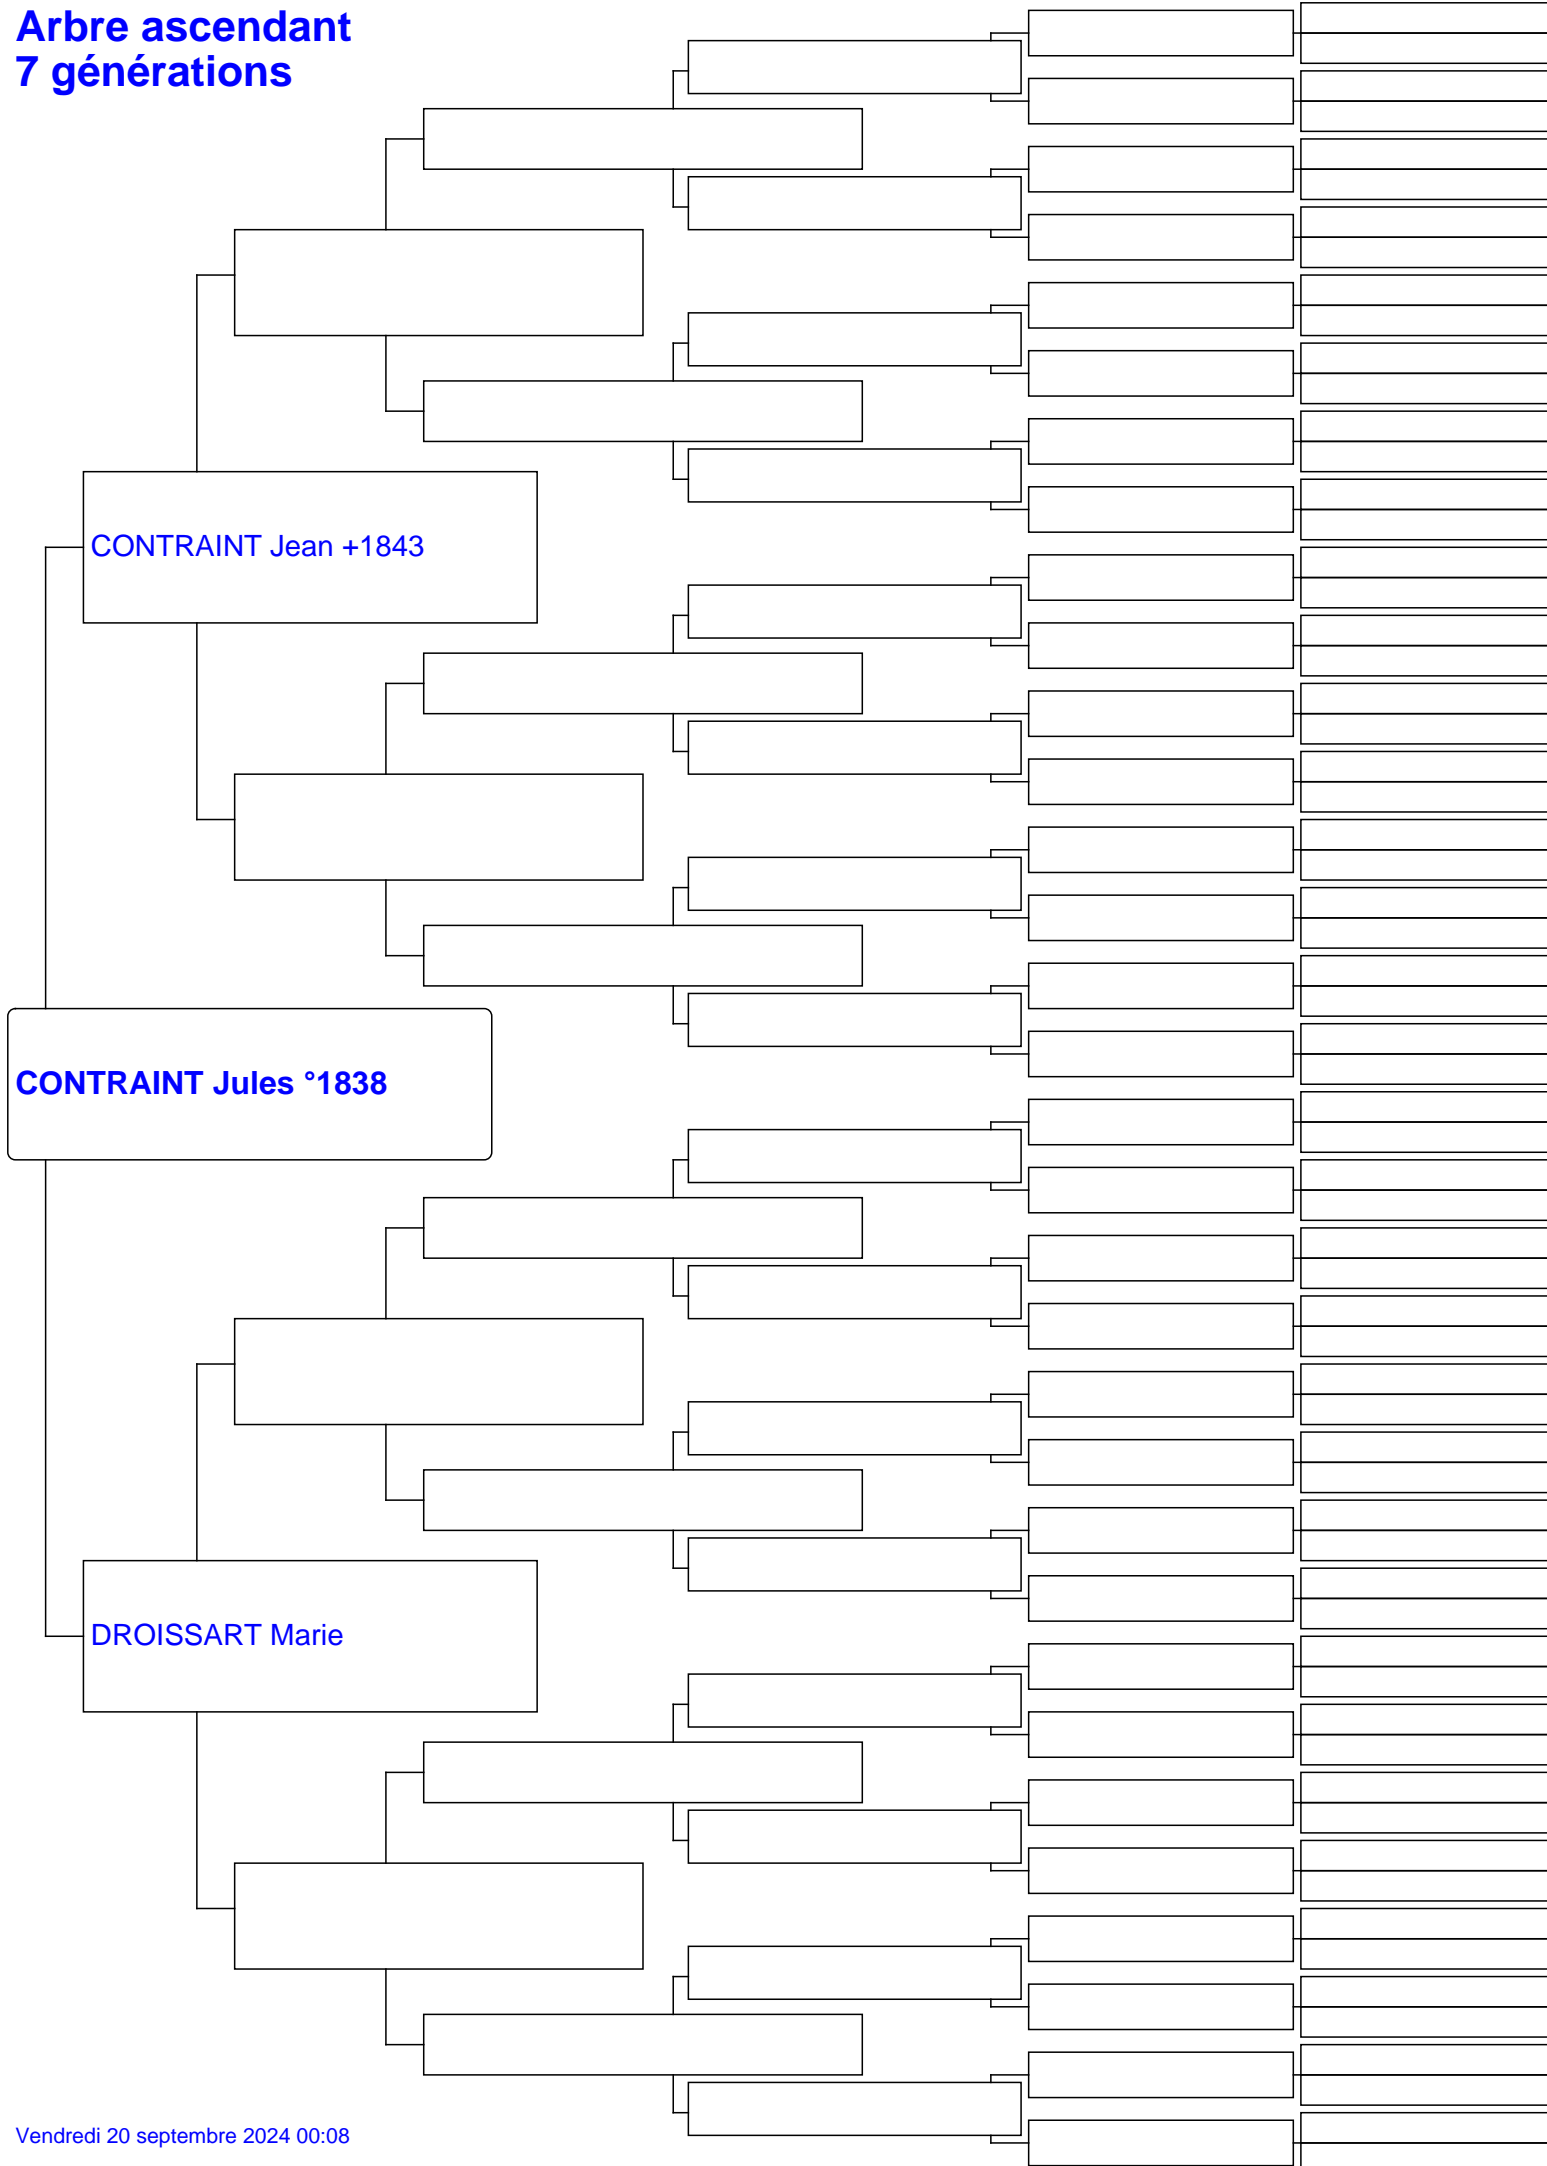 Arbre ascendant
7 générations
CONTRAINT Jean +1843
CONTRAINT Jules °1838
DROISSART Marie
Vendredi 20 septembre 2024 00:08